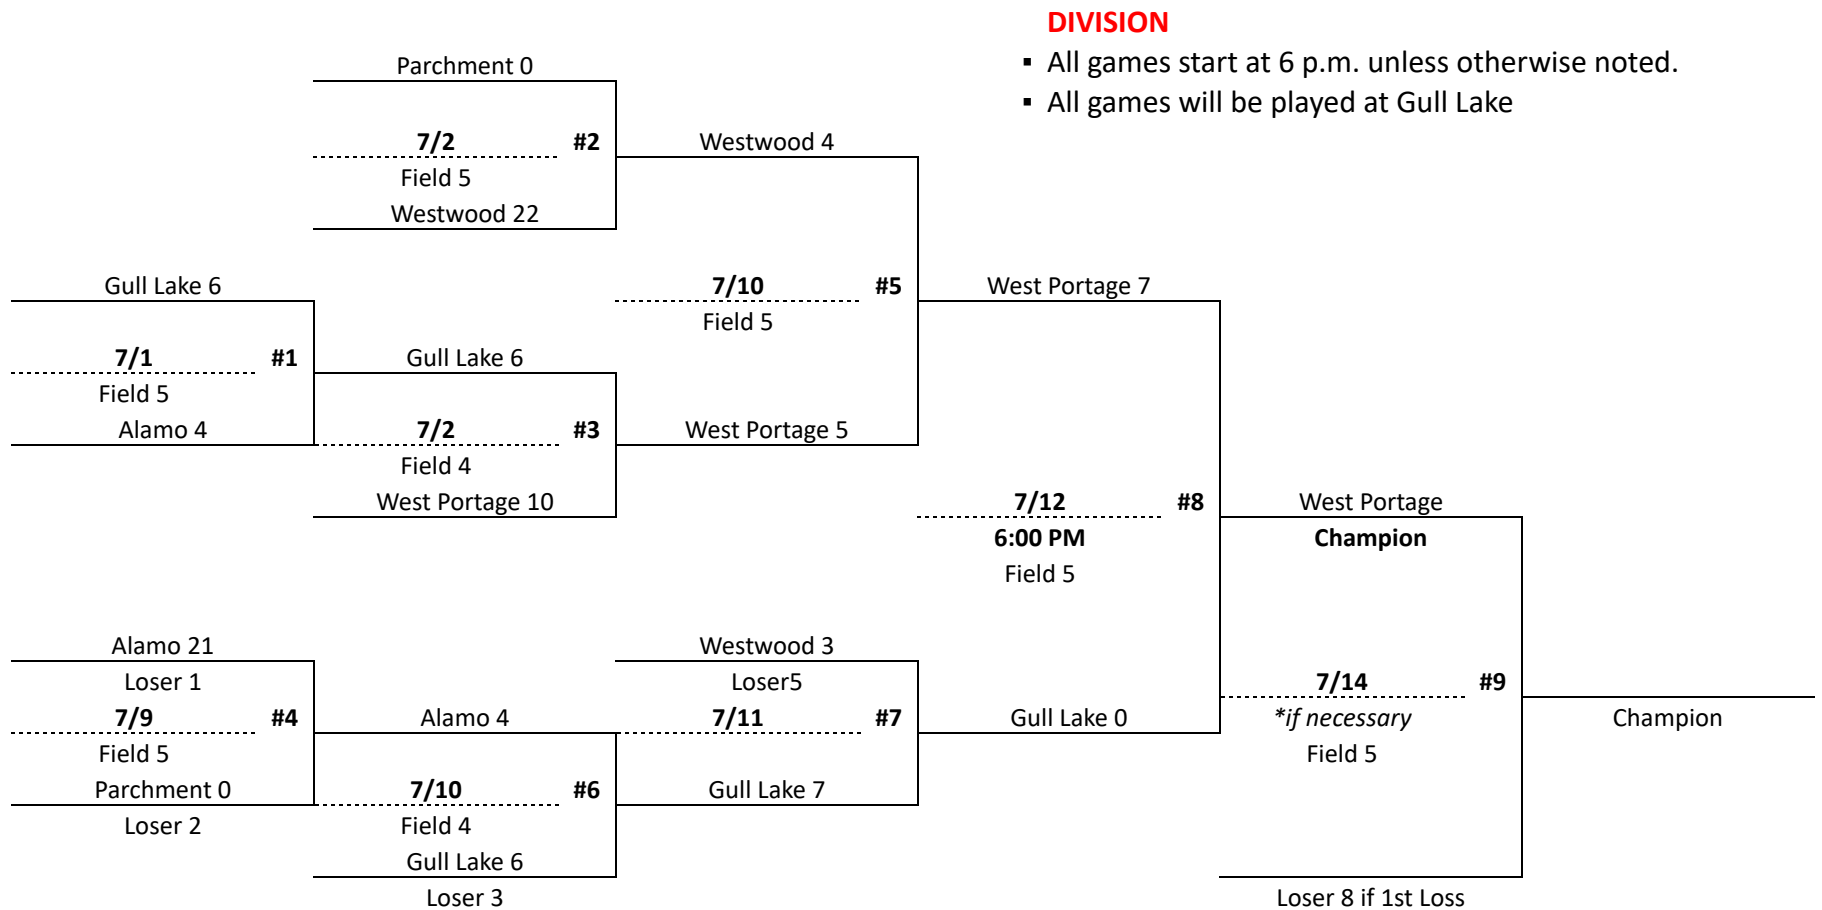 DIVISION
▪ All games start at 6 p.m. unless otherwise noted.
▪ All games will be played at Gull Lake
Parchment 0
7/2 #2
Westwood 4
Field 5
Westwood 22
Gull Lake 6
7/10 #5
West Portage 7
Field 5
7/1 #1
Gull Lake 6
Field 5
Alamo 4
7/2 #3
West Portage 5
Field 4
West Portage 10
7/12 #8
West Portage
6:00 PM
Champion
Field 5
Alamo 21
Westwood 3
Loser 1
Loser5
7/14 #9
7/9 #4
Alamo 4
7/11 #7
Gull Lake 0
*if necessary
Champion
Field 5
Field 5
Parchment 0
7/10 #6
Gull Lake 7
Loser 2
Field 4
Gull Lake 6
Loser 3
Loser 8 if 1st Loss